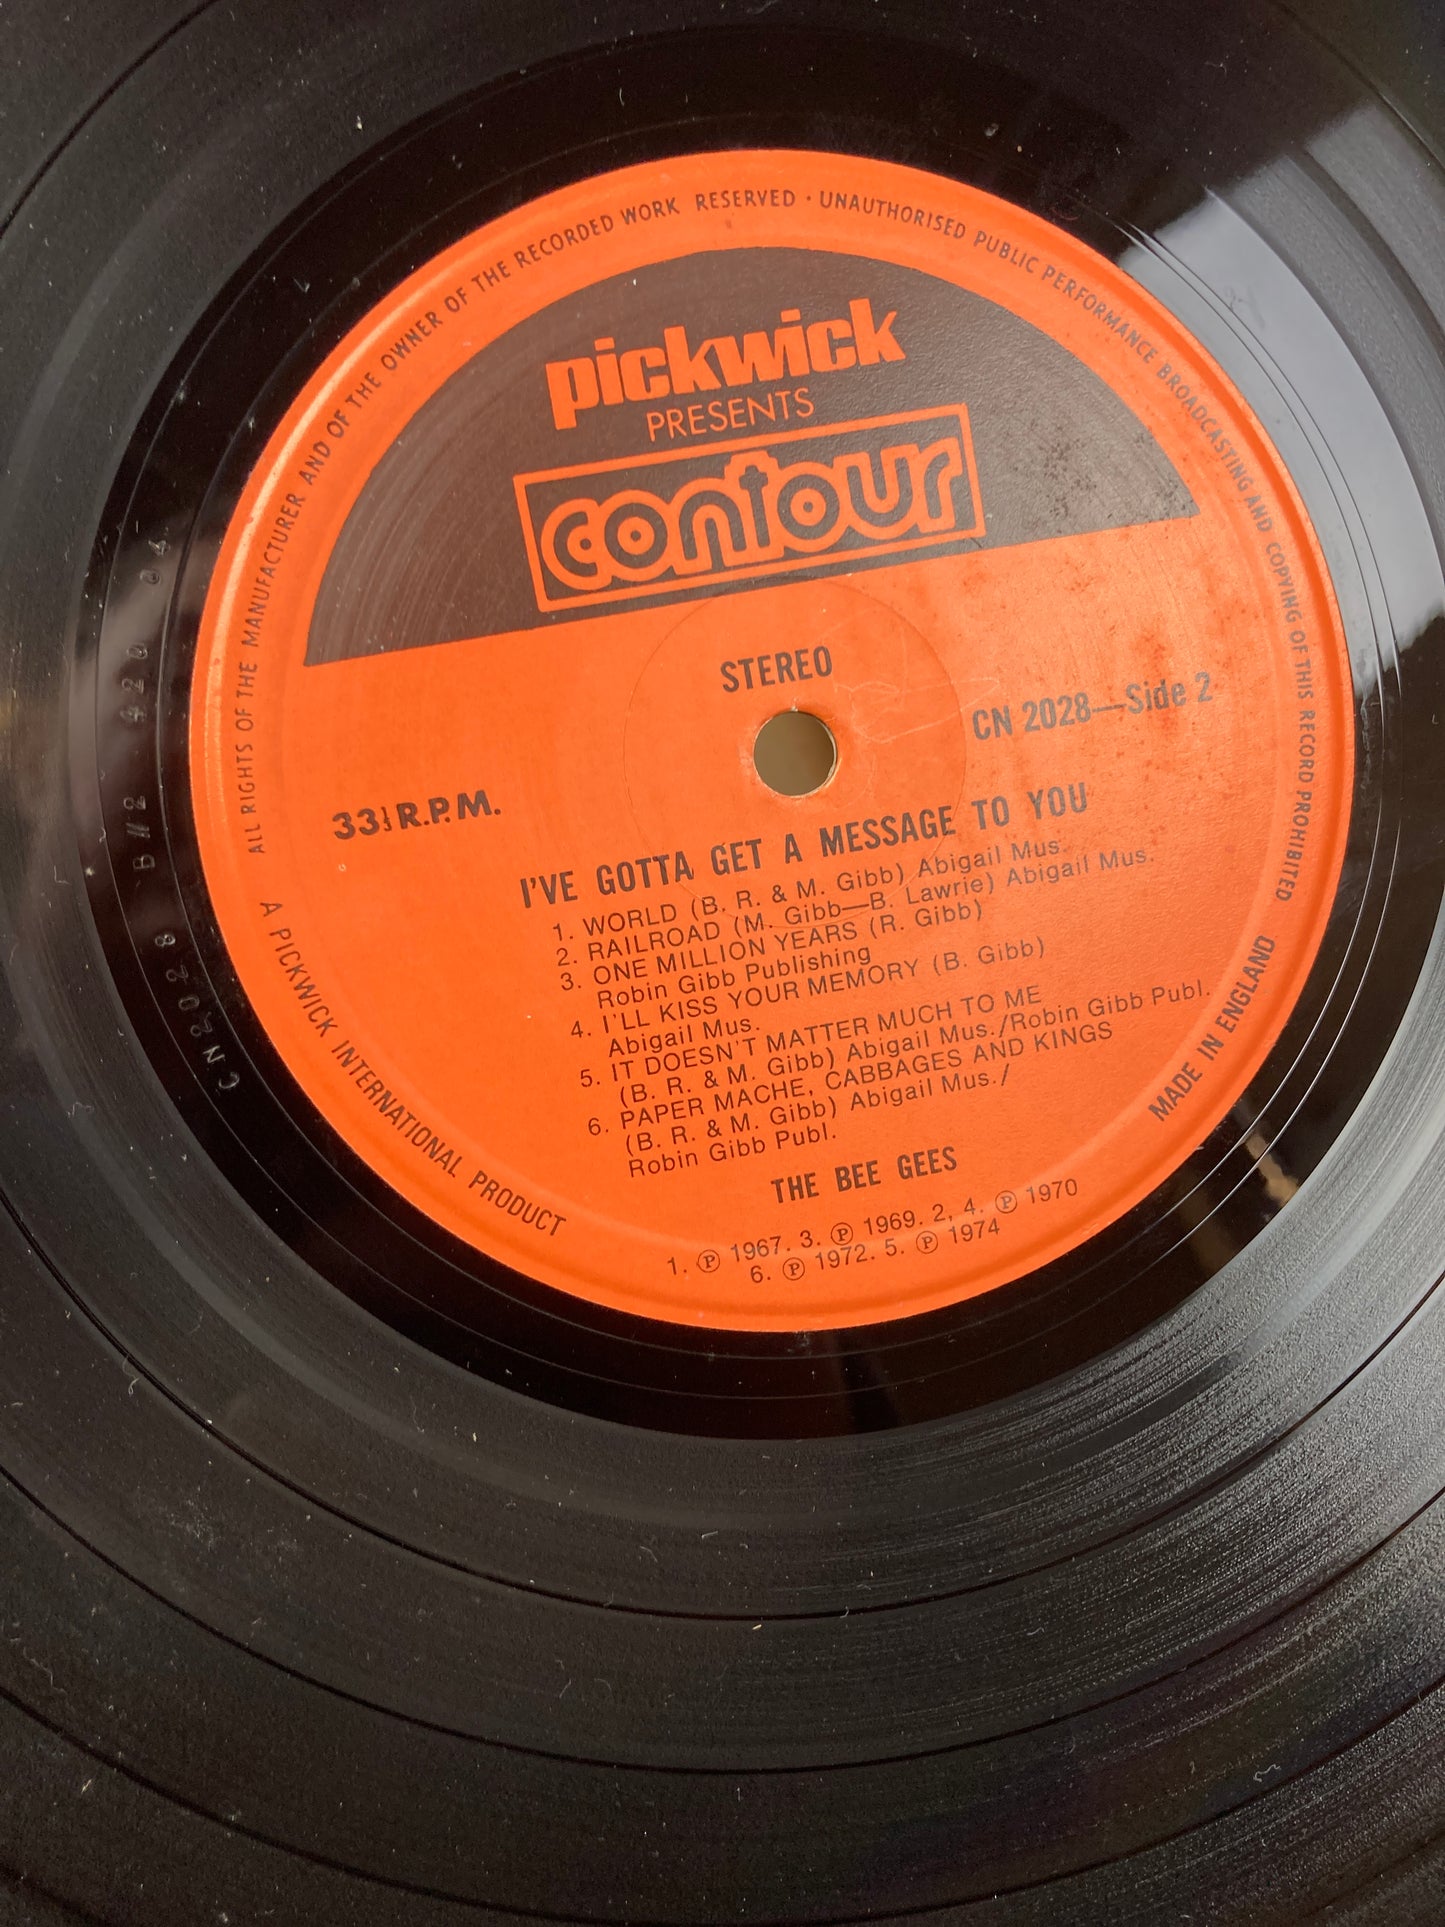 ALL RIGHTS OF THE MANUFACTURER AND OF THE OWNER OF THE RECORDED WORK RESERVED · UNAUTHORISED PUBLIC PERFORMANCE BROADCASTING AND COPYING OF THIS RECORD PROHIBITED
pickwick
PRESENTS
contour
STEREO
CN 2028—Side 2
33⅓ R.P.M.
I'VE GOTTA GET A MESSAGE TO YOU
1. WORLD (B. R. & M. Gibb) Abigail Mus.
2. RAILROAD (M. Gibb—B. Lawrie) Abigail Mus.
3. ONE MILLION YEARS (R. Gibb)
Robin Gibb Publishing
4. I'LL KISS YOUR MEMORY (B. Gibb)
Abigail Mus.
5. IT DOESN'T MATTER MUCH TO ME
(B. R. & M. Gibb) Abigail Mus./Robin Gibb Publ.
6. PAPER MACHE, CABBAGES AND KINGS
(B. R. & M. Gibb) Abigail Mus./
Robin Gibb Publ.
THE BEE GEES
1. ℗ 1967. 3. ℗ 1969. 2, 4. ℗ 1970
6. ℗ 1972. 5. ℗ 1974
A PICKWICK INTERNATIONAL PRODUCT
MADE IN ENGLAND
CN 2028